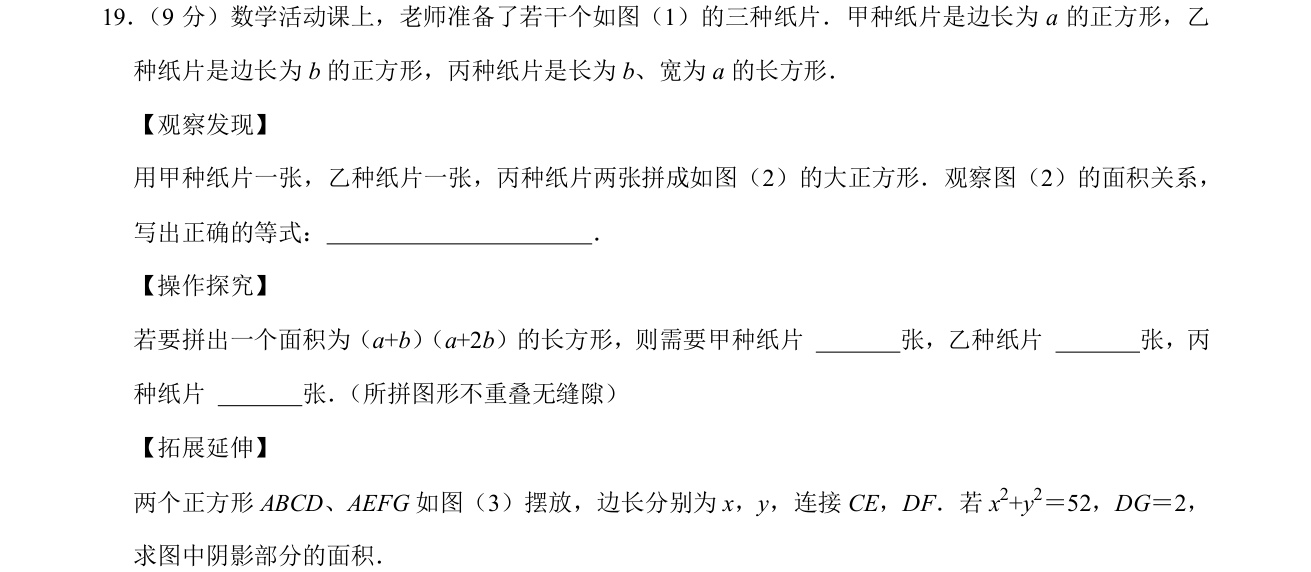 19.（9 分）数学活动课上，老师准备了若干个如图（1）的三种纸片．甲种纸片是边长为 a 的正方形，乙
种纸片是边长为 b 的正方形，丙种纸片是长为 b、宽为 a 的长方形．
【观察发现】
用甲种纸片一张，乙种纸片一张，丙种纸片两张拼成如图（2）的大正方形．观察图（2）的面积关系，
写出正确的等式：______________________．
【操作探究】
若要拼出一个面积为（a+b）（a+2b）的长方形，则需要甲种纸片 _______张，乙种纸片 _______张，丙
种纸片 _______张．（所拼图形不重叠无缝隙）
【拓展延伸】
两个正方形 ABCD、AEFG 如图（3）摆放，边长分别为 x，y，连接 CE，DF．若 x²+y²＝52，DG＝2，
求图中阴影部分的面积．